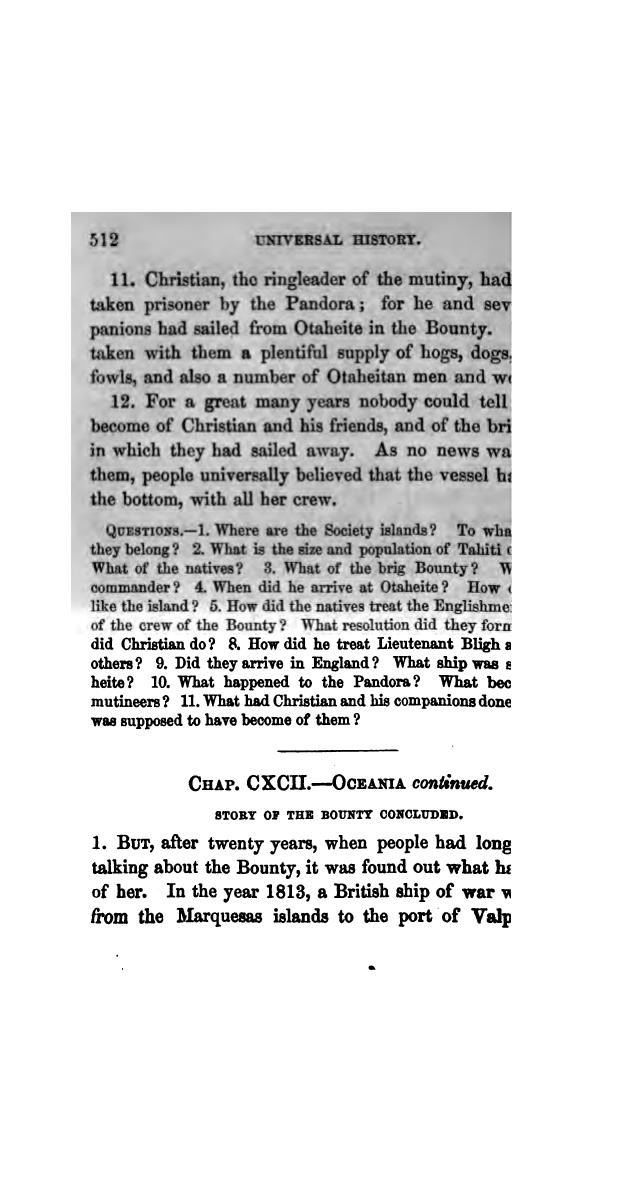 512 UNIVERSAL HISTORY.
11. Christian, the ringleader of the mutiny, had
taken prisoner by the Pandora; for he and sev
panions had sailed from Otaheite in the Bounty.
taken with them a plentiful supply of hogs, dogs,
fowls, and also a number of Otaheitan men and
12. For a great many years nobody could tell
become of Christian and his friends, and of the bri
in which they had sailed away. As no news wa
them, people universally believed that the vessel
the bottom, with all her crew.
QUESTIONS.—1. Where are the Society islands? To wha
they belong? 2. What is the size and population of Tahiti
What of the natives? 3. What of the brig Bounty? W
commander? 4. When did he arrive at Otaheite? How
like the island? 5. How did the natives treat the Englishme
of the crew of the Bounty? What resolution did they form
did Christian do? 8. How did he treat Lieutenant Bligh
others? 9. Did they arrive in England? What ship was
heite? 10. What happened to the Pandora? What bec
mutineers? 11. What had Christian and his companions done
was supposed to have become of them?
CHAP. CXCII.—OCEANIA continued.
STORY OF THE BOUNTY CONCLUDED.
1. BUT, after twenty years, when people had long
talking about the Bounty, it was found out what
of her. In the year 1813, a British ship of war
from the Marquesas islands to the port of Valp